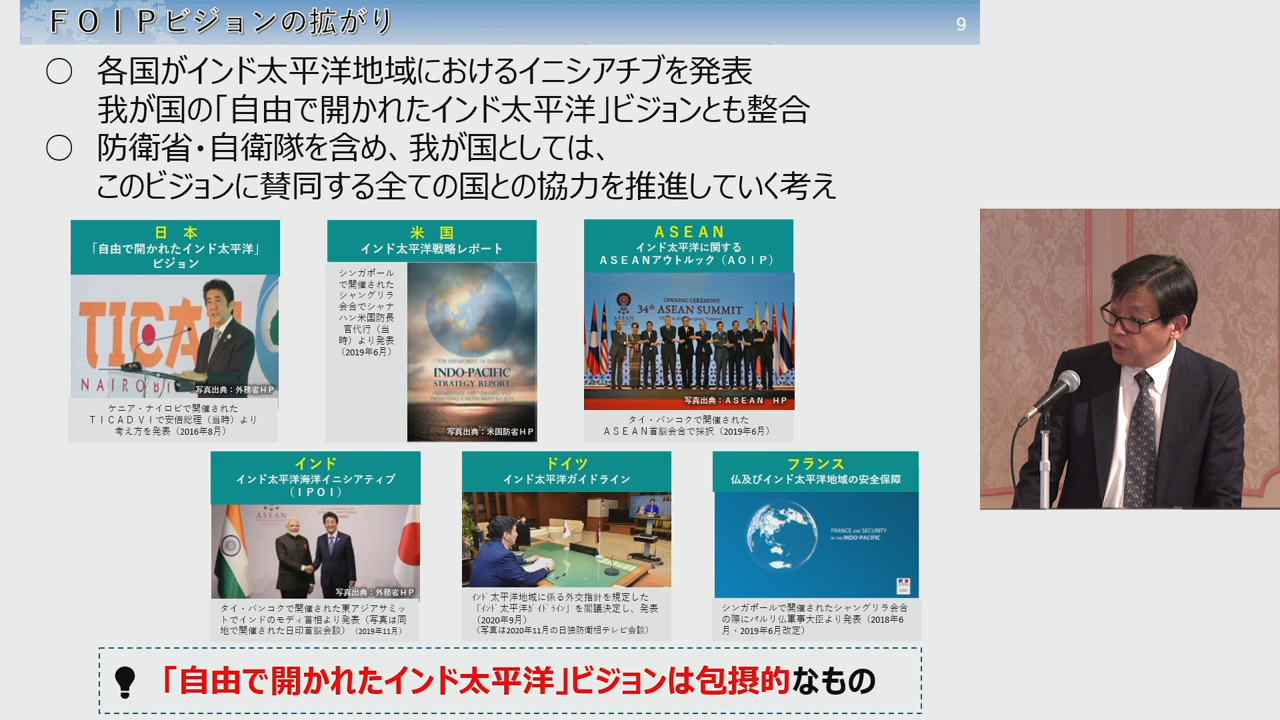 ＦＯＩＰビジョンの拡がり
9
○ 各国がインド太平洋地域におけるイニシアチブを発表
我が国の「自由で開かれたインド太平洋」ビジョンとも整合
○ 防衛省・自衛隊を含め、我が国としては、
このビジョンに賛同する全ての国との協力を推進していく考え
日 本
「自由で開かれたインド太平洋」
ビジョン
TICAD
NAIROBI
写真出典：外務省ＨＰ
ケニア・ナイロビで開催された
ＴＩＣＡＤＶＩで安倍総理（当時）より
考え方を発表（2016年8月）
米 国
インド太平洋戦略レポート
シンガポール
で開催された
シャングリラ
会合でシャナ
ハン米国防長
官代行（当
時）より発表
（2019年6月）
THE DEPARTMENT OF DEFENSE
INDO-PACIFIC
STRATEGY REPORT
写真出典：米国防省ＨＰ
ＡＳＥＡＮ
インド太平洋に関する
ＡＳＥＡＮアウトルック（ＡＯＩＰ）
OPENING CEREMONY
34th ASEAN SUMMIT
写真出典：ＡＳＥＡＮ ＨＰ
タイ・バンコクで開催された
ＡＳＥＡＮ首脳会合で採択（2019年6月）
インド
インド太平洋海洋イニシアティブ
（ＩＰＯＩ）
ASEAN
写真出典：外務省ＨＰ
タイ・バンコクで開催された東アジアサミッ
トでインドのモディ首相より発表（写真は同
地で開催された日印首脳会談）（2019年11月）
ドイツ
インド太平洋ガイドライン
インド太平洋地域に係る外交指針を規定した
「インド太平洋ガイドライン」を閣議決定し、発表
（2020年9月）
（写真は2020年11月の日独防衛相テレビ会談）
フランス
仏及びインド太平洋地域の安全保障
FRANCE AND SECURITY
IN THE INDO-PACIFIC
シンガポールで開催されたシャングリラ会合
の際にパルリ仏軍事大臣より発表（2018年6
月・2019年6月改定）
「自由で開かれたインド太平洋」ビジョンは包摂的なもの